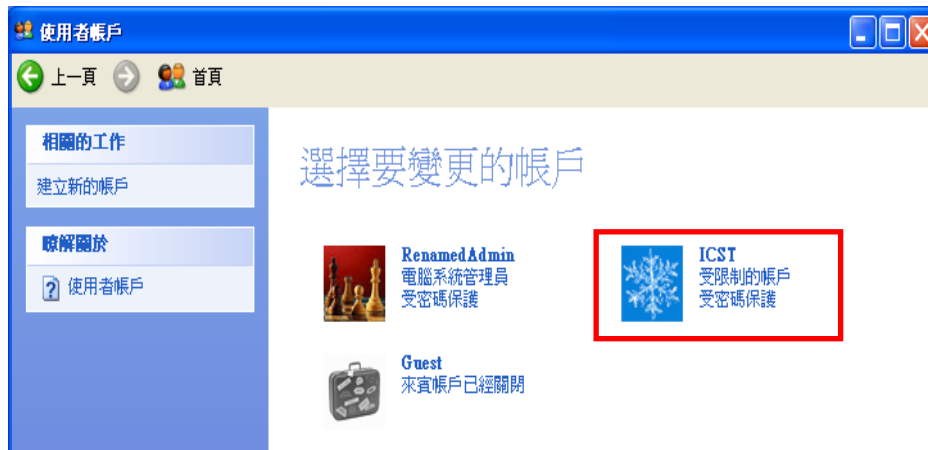 使用者帳戶
上一頁 首頁
相關的工作
建立新的帳戶
瞭解關於
使用者帳戶
選擇要變更的帳戶
RenamedAdmin
電腦系統管理員
受密碼保護
ICST
受限制的帳戶
受密碼保護
Guest
來賓帳戶已經關閉